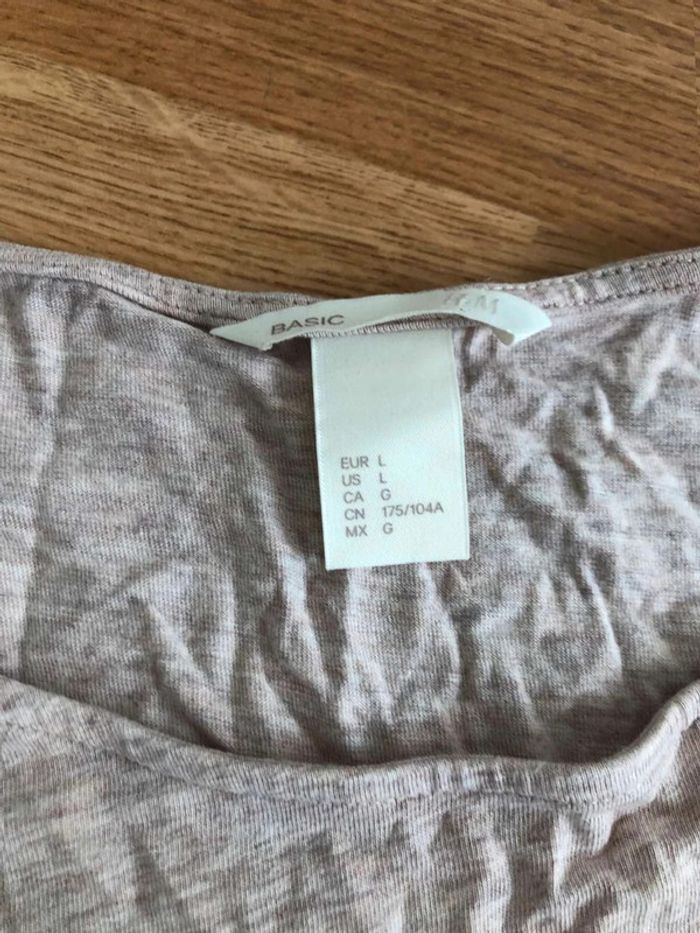 BASIC
H&M
EUR L
US L
CA G
CN 175/104A
MX G